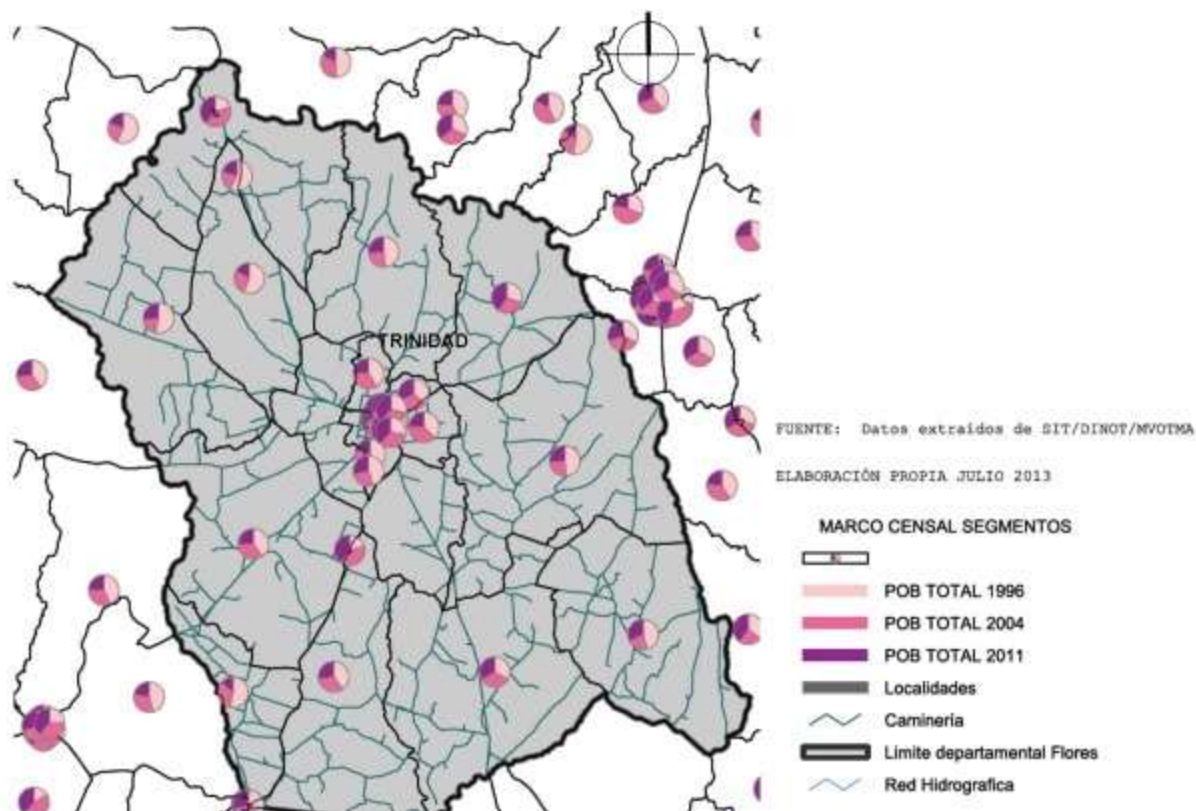 TRINIDAD
FUENTE: Datos extraidos de SIT/DINOT/MVOTMA
ELABORACIÓN PROPIA JULIO 2013
MARCO CENSAL SEGMENTOS
POB TOTAL 1996
POB TOTAL 2004
POB TOTAL 2011
Localidades
Camineria
Limite departamental Flores
Red Hidrografica